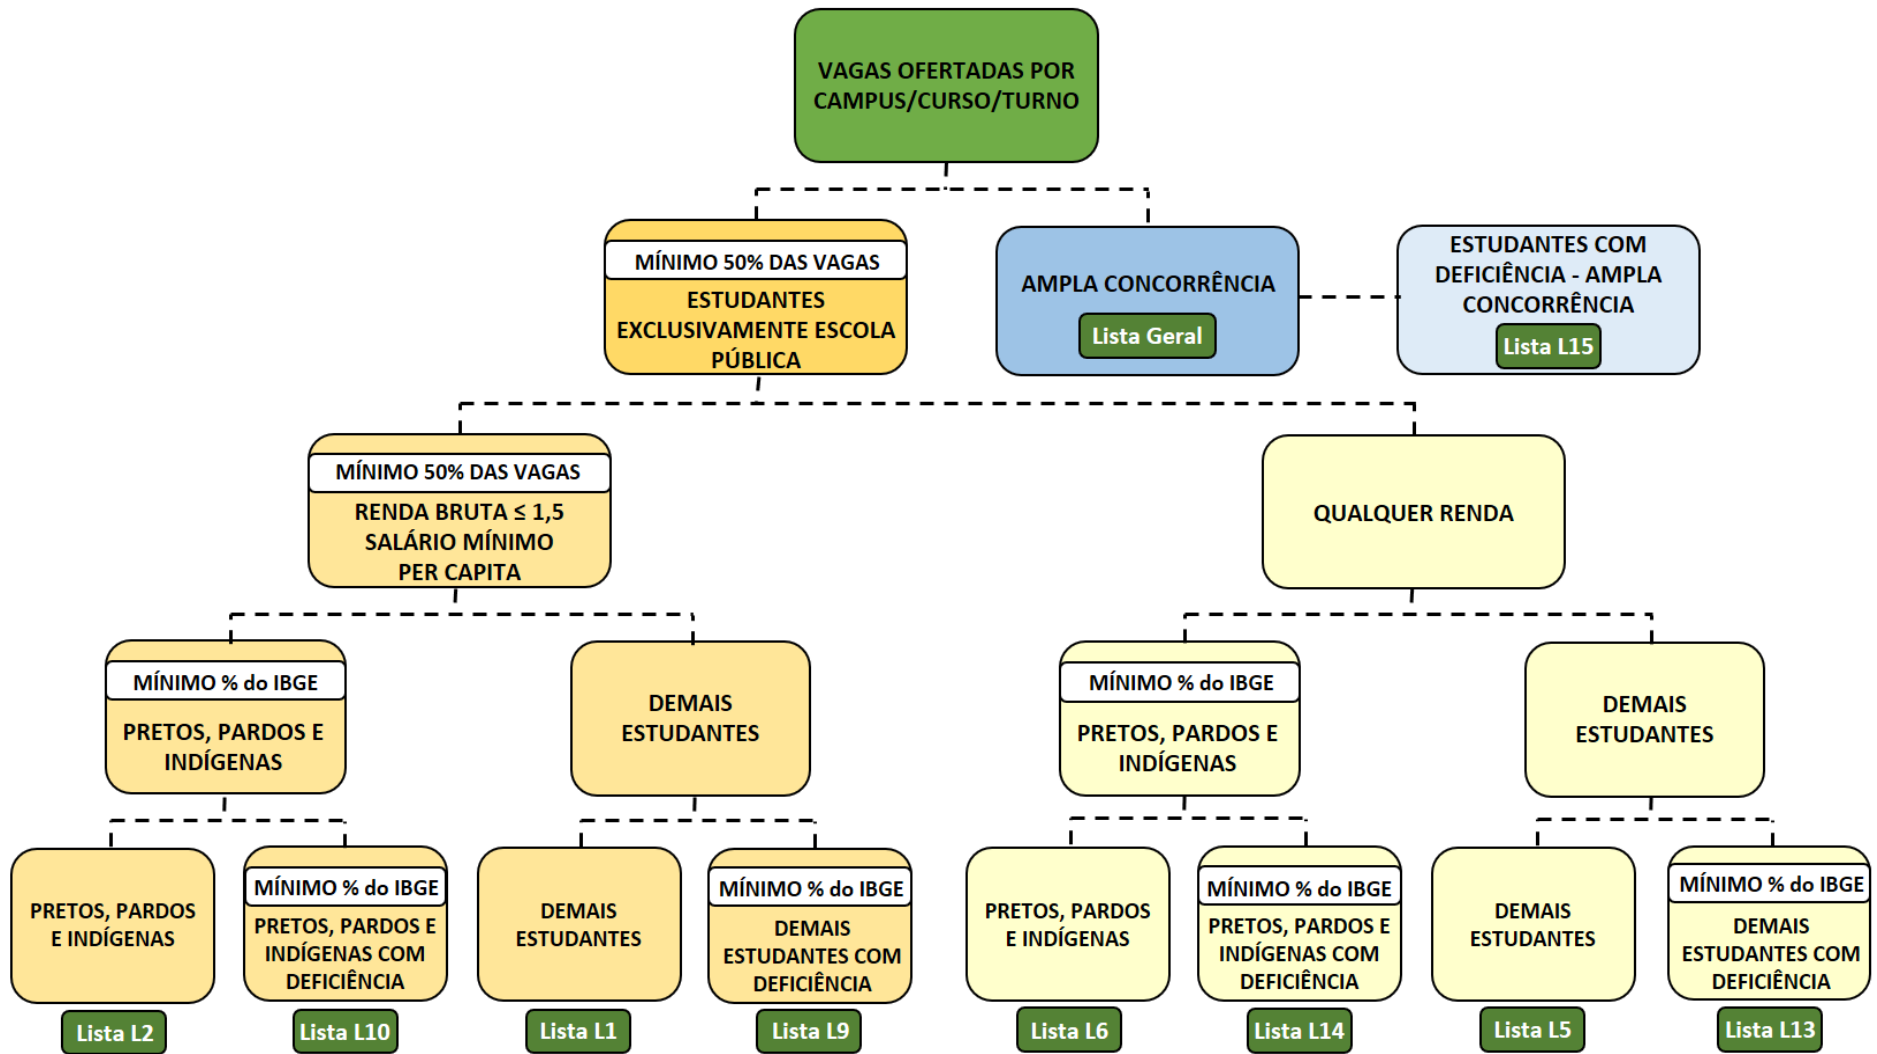 VAGAS OFERTADAS POR
CAMPUS/CURSO/TURNO
MÍNIMO 50% DAS VAGAS
ESTUDANTES
EXCLUSIVAMENTE ESCOLA
PÚBLICA
AMPLA CONCORRÊNCIA
Lista Geral
ESTUDANTES COM
DEFICIÊNCIA - AMPLA
CONCORRÊNCIA
Lista L15
MÍNIMO 50% DAS VAGAS
RENDA BRUTA ≤ 1,5
SALÁRIO MÍNIMO
PER CAPITA
QUALQUER RENDA
MÍNIMO % do IBGE
PRETOS, PARDOS E
INDÍGENAS
DEMAIS
ESTUDANTES
MÍNIMO % do IBGE
PRETOS, PARDOS E
INDÍGENAS
DEMAIS
ESTUDANTES
PRETOS, PARDOS
E INDÍGENAS
Lista L2
MÍNIMO % do IBGE
PRETOS, PARDOS E
INDÍGENAS COM
DEFICIÊNCIA
Lista L10
DEMAIS
ESTUDANTES
Lista L1
MÍNIMO % do IBGE
DEMAIS
ESTUDANTES COM
DEFICIÊNCIA
Lista L9
PRETOS, PARDOS
E INDÍGENAS
Lista L6
MÍNIMO % do IBGE
PRETOS, PARDOS E
INDÍGENAS COM
DEFICIÊNCIA
Lista L14
DEMAIS
ESTUDANTES
Lista L5
MÍNIMO % do IBGE
DEMAIS
ESTUDANTES COM
DEFICIÊNCIA
Lista L13